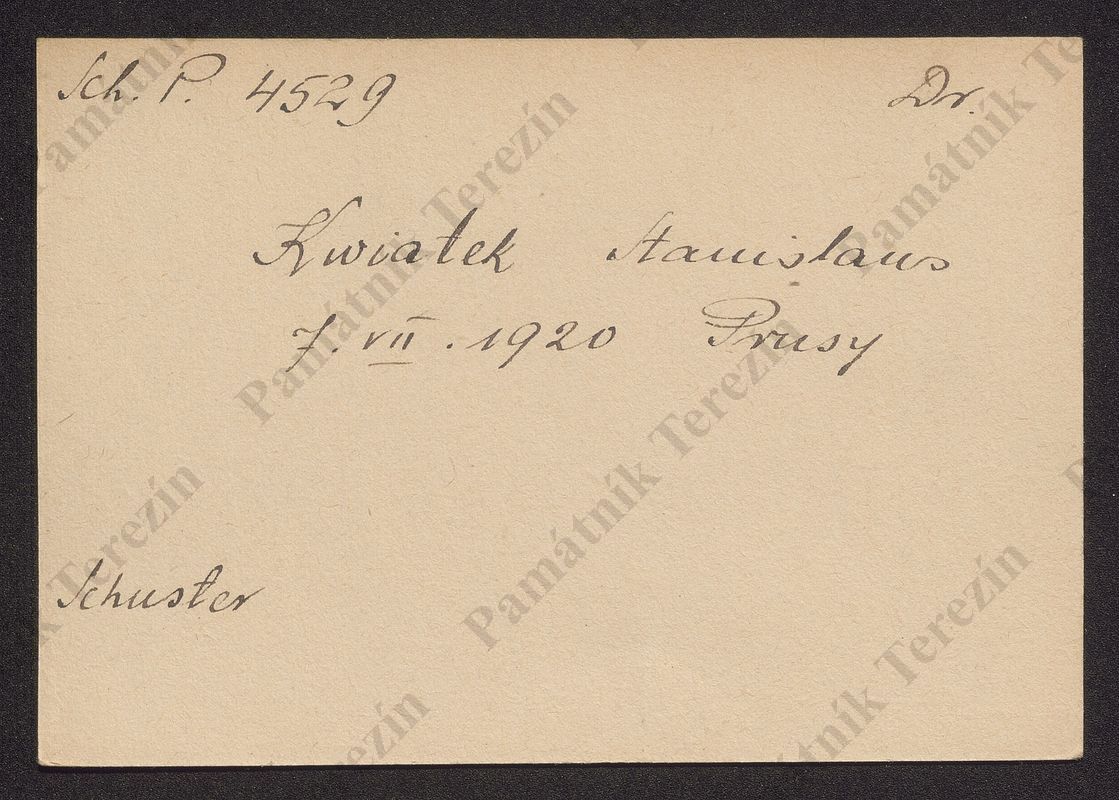 Sch. P. 4529 Dr.
Kwiatek Stanislaus
7. VII. 1920 Prusy
Schuster
Památník Terezín